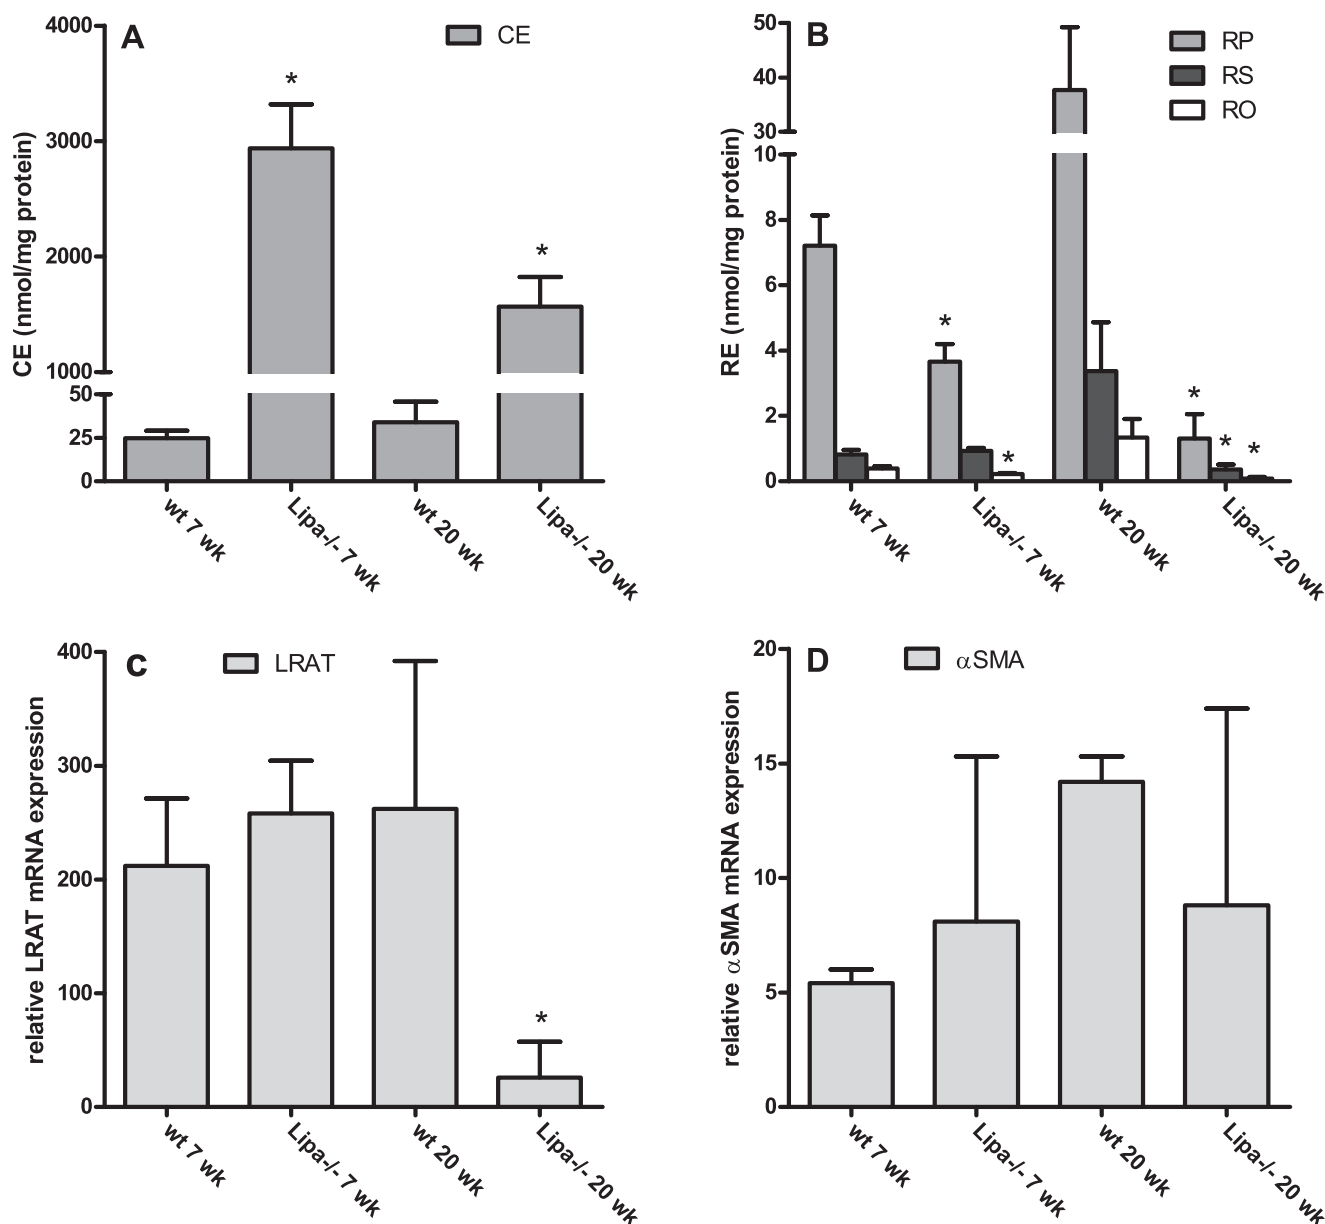 A
CE
*
*
CE (nmol/mg protein)
4000
3000
2000
1000
50
25
0
wt 7 wk
Lipa-/- 7 wk
wt 20 wk
Lipa-/- 20 wk
B
RP
RS
RO
*
*
*
*
*
RE (nmol/mg protein)
50
40
30
10
8
6
4
2
0
wt 7 wk
Lipa-/- 7 wk
wt 20 wk
Lipa-/- 20 wk
C
LRAT
*
relative LRAT mRNA expression
400
300
200
100
0
wt 7 wk
Lipa-/- 7 wk
wt 20 wk
Lipa-/- 20 wk
D
αSMA
relative αSMA mRNA expression
20
15
10
5
0
wt 7 wk
Lipa-/- 7 wk
wt 20 wk
Lipa-/- 20 wk